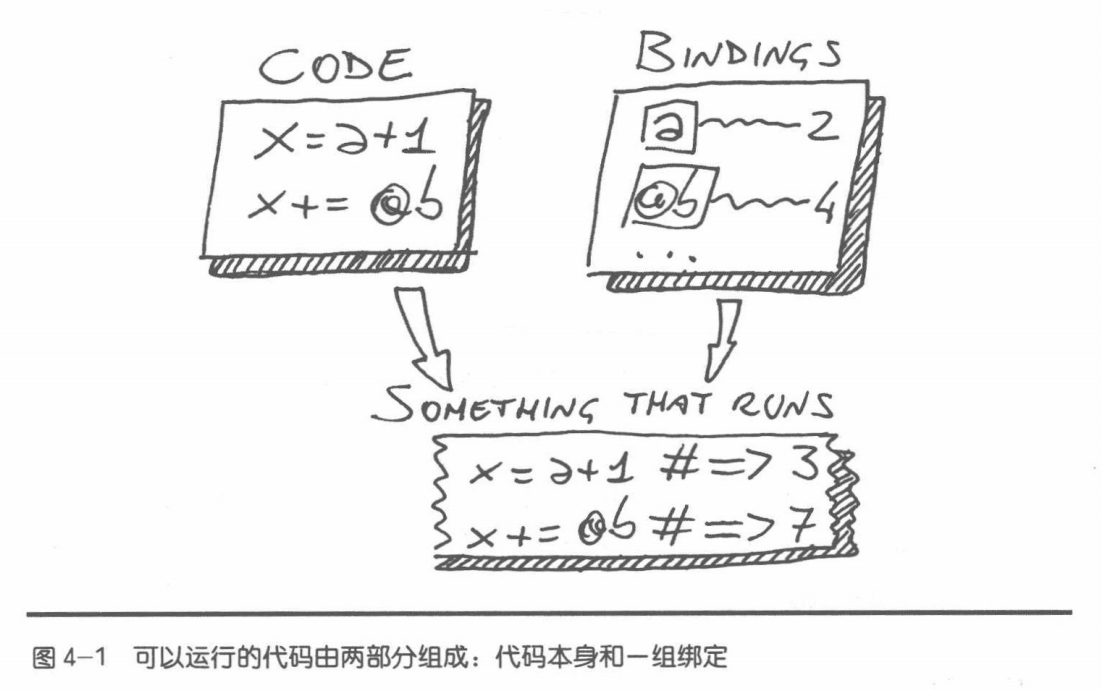 CODE
x = a+1
x += @b
BINDINGS
a 2
@b 4
...
SOMETHING THAT RUNS
x = a+1 #=> 3
x += @b #=> 7
图 4-1 可以运行的代码由两部分组成：代码本身和一组绑定